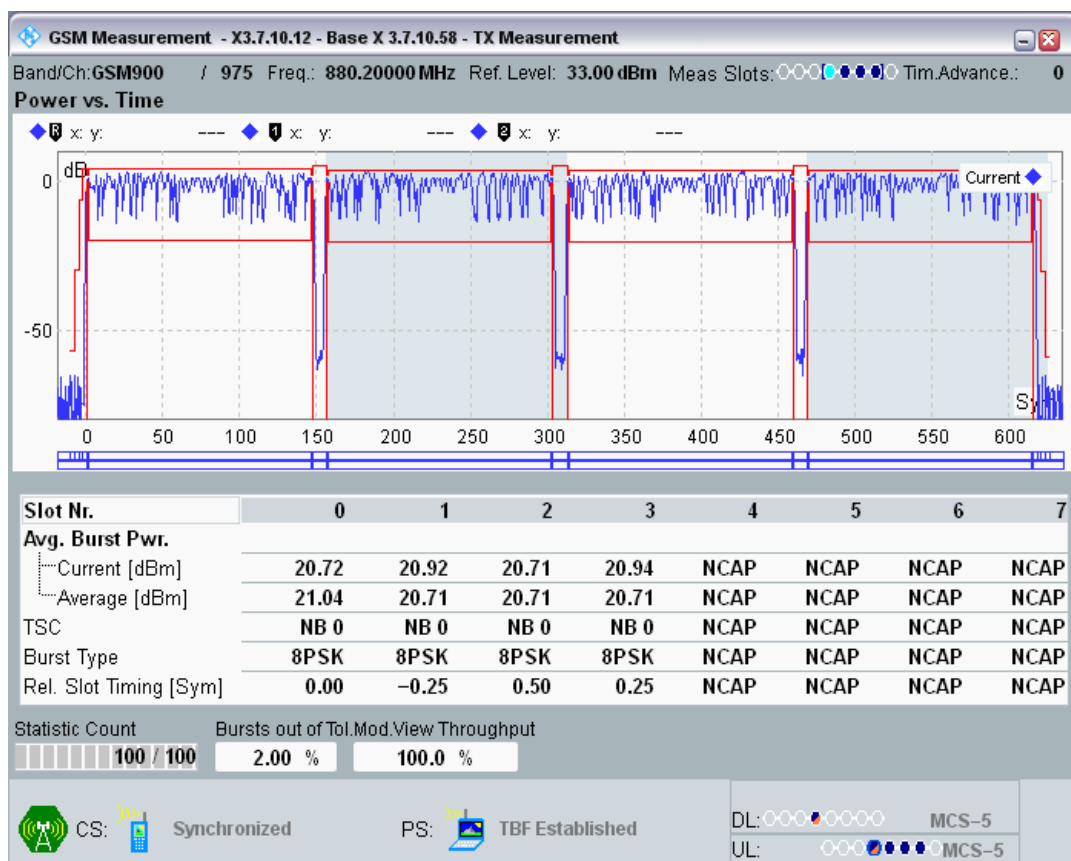 GSM Measurement - X3.7.10.12 - Base X 3.7.10.58 - TX Measurement
Band/Ch:GSM900 / 975 Freq.: 880.20000 MHz Ref. Level: 33.00 dBm Meas Slots: Tim.Advance.: 0
Power vs. Time
R x: y: --- 1 x: y: --- 2 x: y: ---
dB
Current
0
-50
Sy
0 50 100 150 200 250 300 350 400 450 500 550 600
Slot Nr. 0 1 2 3 4 5 6 7
Avg. Burst Pwr.
Current [dBm] 20.72 20.92 20.71 20.94 NCAP NCAP NCAP NCAP
Average [dBm] 21.04 20.71 20.71 20.71 NCAP NCAP NCAP NCAP
TSC NB 0 NB 0 NB 0 NB 0 NCAP NCAP NCAP NCAP
Burst Type 8PSK 8PSK 8PSK 8PSK NCAP NCAP NCAP NCAP
Rel. Slot Timing [Sym] 0.00 −0.25 0.50 0.25 NCAP NCAP NCAP NCAP
Statistic Count Bursts out of Tol.Mod.View Throughput
100 / 100 2.00 % 100.0 %
CS: Synchronized PS: TBF Established
DL: MCS−5
UL: MCS−5